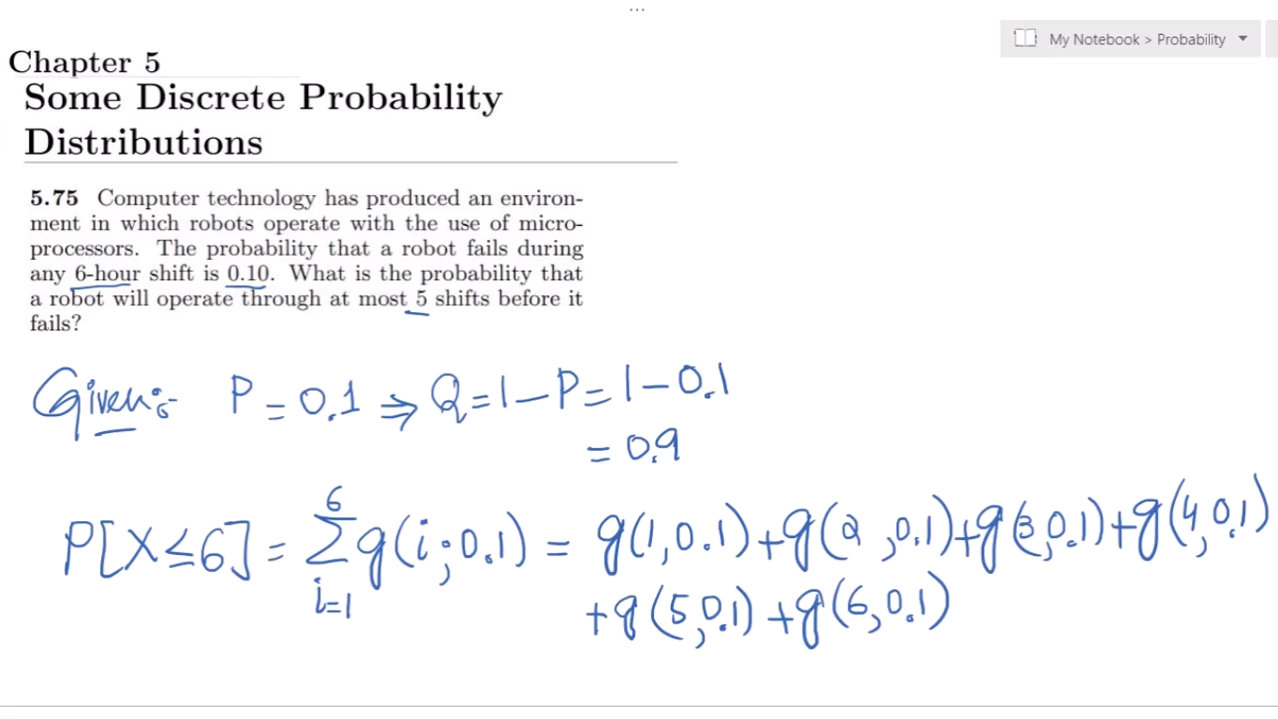 ...
My Notebook > Probability
Chapter 5
Some Discrete Probability
Distributions
5.75 Computer technology has produced an environ-
ment in which robots operate with the use of micro-
processors. The probability that a robot fails during
any 6-hour shift is 0.10. What is the probability that
a robot will operate through at most 5 shifts before it
fails?
Given:- P = 0.1 ⇒ Q = 1 - P = 1 - 0.1
= 0.9
P[X ≤ 6] = Σ_{i=1}^{6} g(i; 0.1) = g(1, 0.1) + g(2, 0.1) + g(3, 0.1) + g(4, 0.1)
+ g(5, 0.1) + g(6, 0.1)